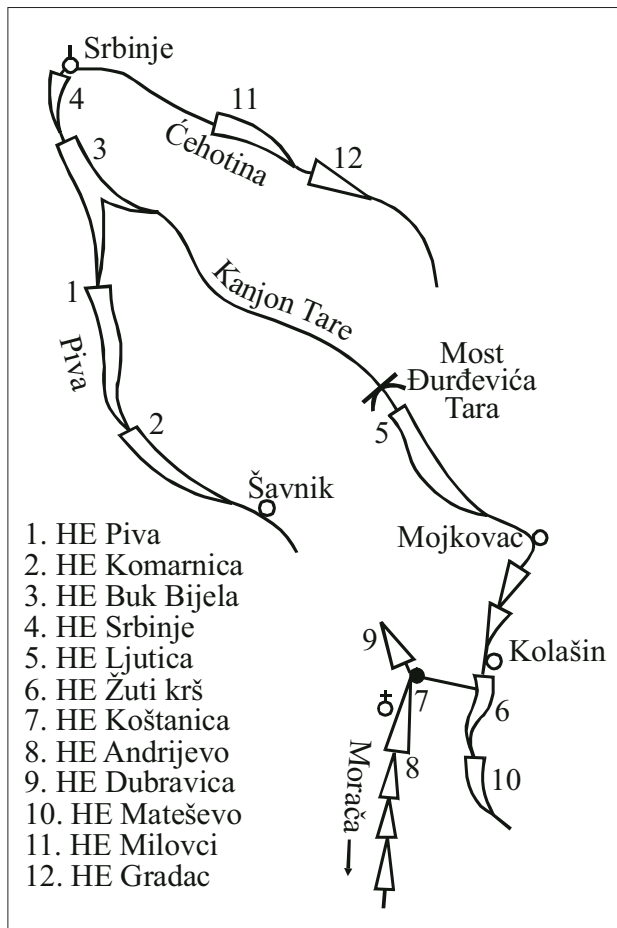 Srbinje
4
11
3
Ćehotina
12
Kanjon Tare
1
Piva
Most
Đurđevića
Tara
5
2
Šavnik
Mojkovac
1. HE Piva
2. HE Komarnica
3. HE Buk Bijela
4. HE Srbinje
5. HE Ljutica
6. HE Žuti krš
7. HE Koštanica
8. HE Andrijevo
9. HE Dubravica
10. HE Mateševo
11. HE Milovci
12. HE Gradac
9
Kolašin
7
6
8
10
Morača